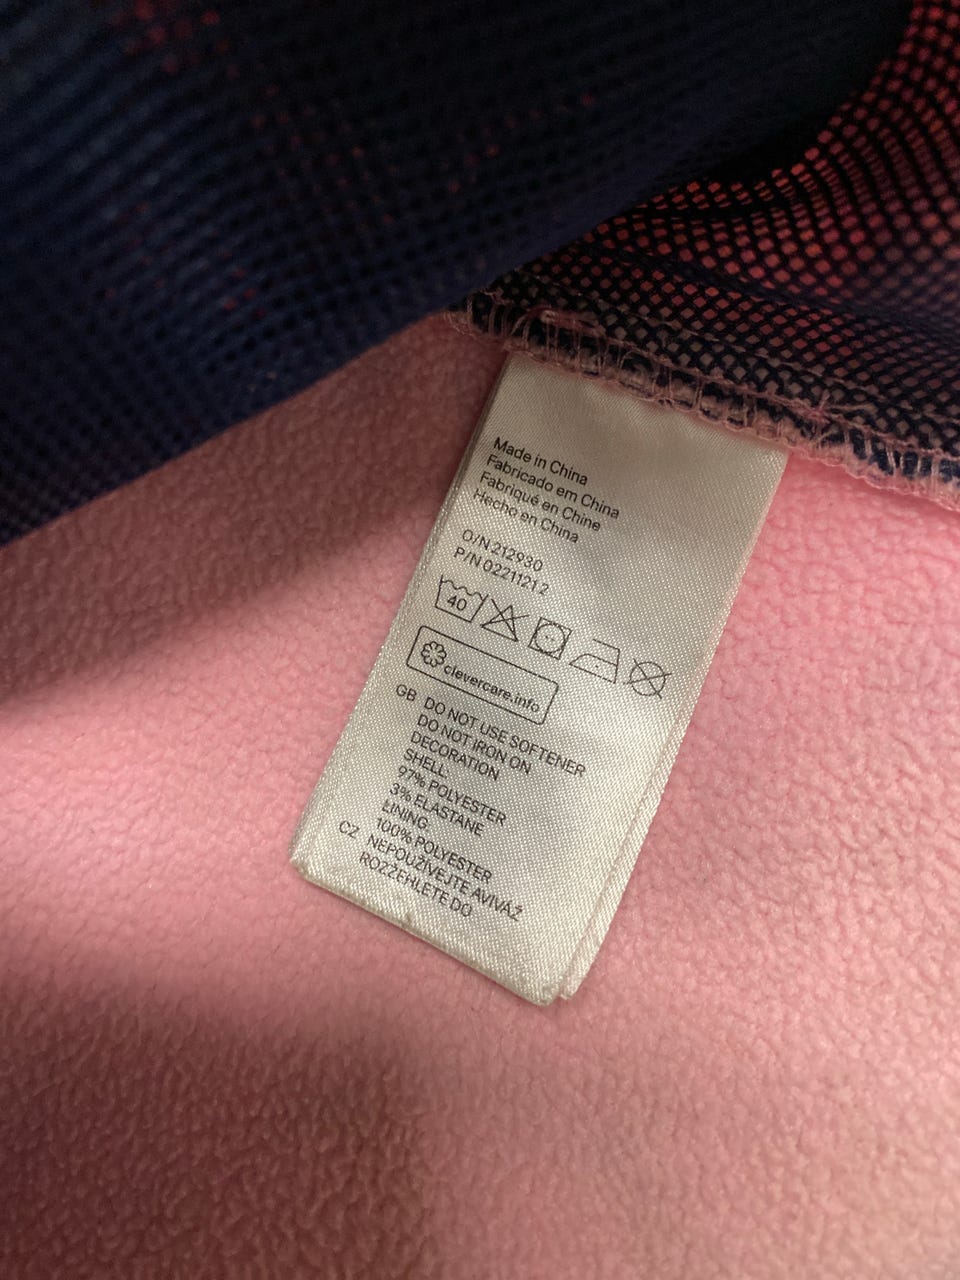 Made in China
Fabricado em China
Fabriqué en Chine
Hecho en China
O/N 212930
P/N 0221121 2
40
clevercare.info
GB DO NOT USE SOFTENER
DO NOT IRON ON
DECORATION
SHELL:
97% POLYESTER
3% ELASTANE
LINING:
100% POLYESTER
CZ NEPOUŽÍVEJTE AVIVÁŽ
ROZŽEHLETE DO